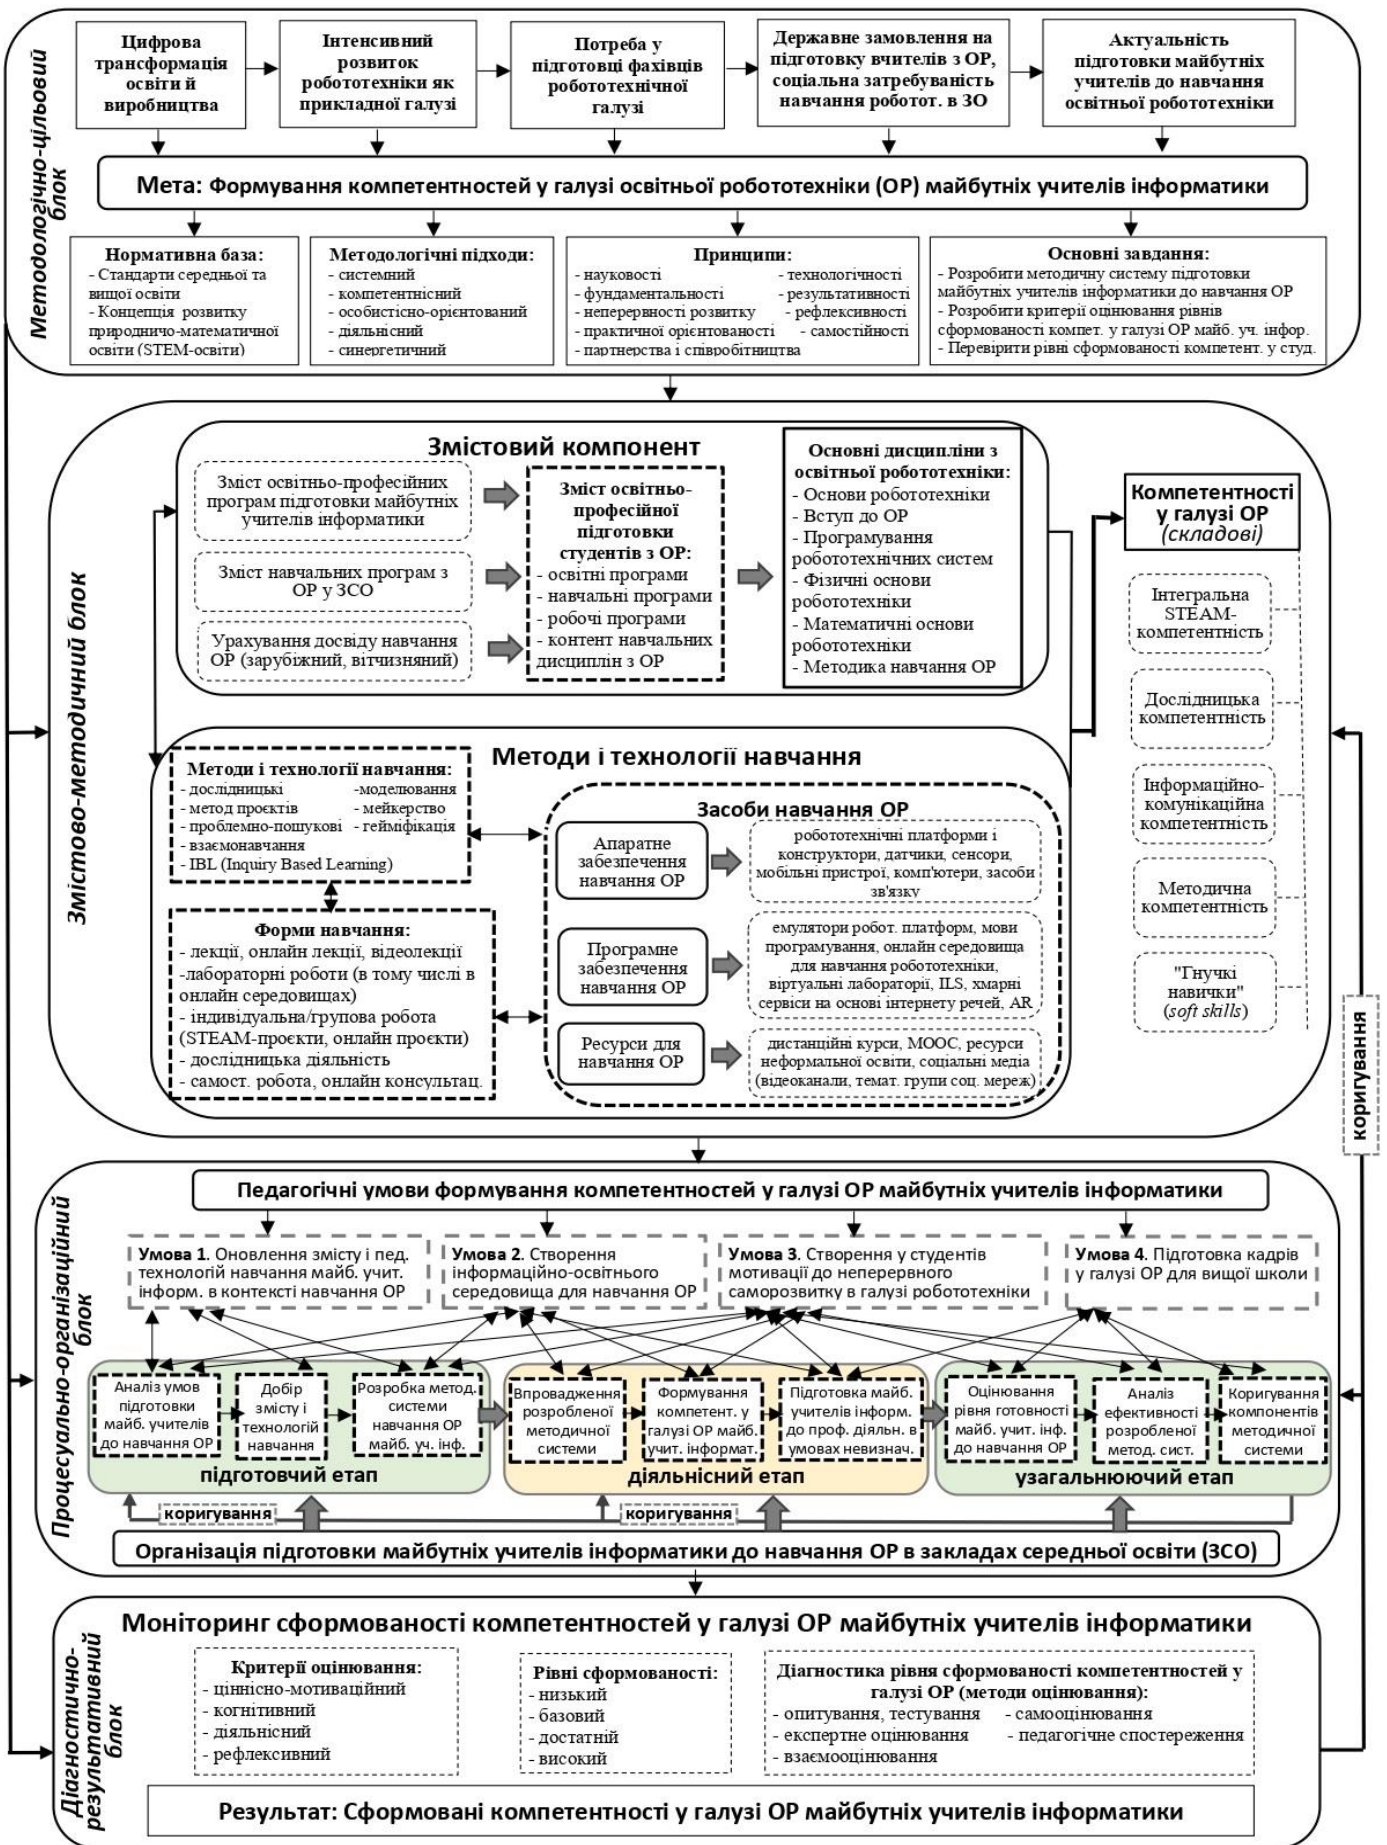 Методологічно-цільовий
блок
Цифрова
трансформація
освіти й
виробництва
Інтенсивний
розвиток
робототехніки як
прикладної галузі
Потреба у
підготовці фахівців
робототехнічної
галузі
Державне замовлення на
підготовку вчителів з ОР,
соціальна затребуваність
навчання робот. в ЗО
Актуальність
підготовки майбутніх
учителів до навчання
освітньої робототехніки
Мета: Формування компетентностей у галузі освітньої робототехніки (ОР) майбутніх учителів інформатики
Нормативна база:
- Стандарти середньої та
вищої освіти
- Концепція розвитку
природничо-математичної
освіти (STEM-освіти)
Методологічні підходи:
- системний
- компетентнісний
- особистісно-орієнтований
- діяльнісний
- синергетичний
Принципи:
- науковості - технологічності
- фундаментальності - результативності
- неперервності розвитку - рефлексивності
- практичної орієнтованості - самостійності
- партнерства і співробітництва
Основні завдання:
- Розробити методичну систему підготовки
майбутніх учителів інформатики до навчання ОР
- Розробити критерії оцінювання рівнів
сформованості компет. у галузі ОР майб. уч. інфор.
- Перевірити рівні сформованості компетент. у студ.
Змістово-методичний блок
Змістовий компонент
Зміст освітньо-професійних
програм підготовки майбутніх
учителів інформатики
Зміст навчальних програм з
ОР у ЗСО
Урахування досвіду навчання
ОР (зарубіжний, вітчизняний)
Зміст освітньо-
професійної
підготовки
студентів з ОР:
- освітні програми
- навчальні програми
- робочі програми
- контент навчальних
дисциплін з ОР
Основні дисципліни з
освітньої робототехніки:
- Основи робототехніки
- Вступ до ОР
- Програмування
робототехнічних систем
- Фізичні основи
робототехніки
- Математичні основи
робототехніки
- Методика навчання ОР
Компетентності
у галузі ОР
(складові)
Інтегральна
STEAM-
компетентність
Дослідницька
компетентність
Інформаційно-
комунікаційна
компетентність
Методична
компетентність
"Гнучкі
навички"
(soft skills)
Методи і технології навчання
Методи і технології навчання:
- дослідницькі -моделювання
- метод проєктів - мейкерство
- проблемно-пошукові - гейміфікація
- взаємонавчання
- IBL (Inquiry Based Learning)
Форми навчання:
- лекції, онлайн лекції, відеолекції
-лабораторні роботи (в тому числі в
онлайн середовищах)
- індивідуальна/групова робота
(STEAM-проєкти, онлайн проєкти)
- дослідницька діяльність
- самост. робота, онлайн консультац.
Засоби навчання ОР
Апаратне
забезпечення
навчання ОР
робототехнічні платформи і
конструктори, датчики, сенсори,
мобільні пристрої, комп'ютери, засоби
зв'язку
Програмне
забезпечення
навчання ОР
емулятори робот. платформ, мови
програмування, онлайн середовища
для навчання робототехніки,
віртуальні лабораторії, ILS, хмарні
сервіси на основі інтернету речей, AR
Ресурси для
навчання ОР
дистанційні курси, МООС, ресурси
неформальної освіти, соціальні медіа
(відеоканали, темат. групи соц. мереж)
коригування
Процесуально-організаційний
блок
Педагогічні умови формування компетентностей у галузі ОР майбутніх учителів інформатики
Умова 1. Оновлення змісту і пед.
технологій навчання майб. учит.
інформ. в контексті навчання ОР
Умова 2. Створення
інформаційно-освітнього
середовища для навчання ОР
Умова 3. Створення у студентів
мотивації до неперервного
саморозвитку в галузі робототехніки
Умова 4. Підготовка кадрів
у галузі ОР для вищої школи
Аналіз умов
підготовки
майб. учителів
до навчання ОР
Добір
змісту і
технологій
навчання
Розробка метод.
системи
навчання ОР
майб. уч. інф.
підготовчий етап
Впровадження
розробленої
методичної
системи
Формування
компетент. у
галузі ОР майб.
учит. інформат.
Підготовка майб.
учителів інформ.
до проф. діяльн. в
умовах невизнач.
діяльнісний етап
Оцінювання
рівня готовності
майб. учит. інф.
до навчання ОР
Аналіз
ефективності
розробленої
метод. сист.
Коригування
компонентів
методичної
системи
узагальнюючий етап
коригування
коригування
Організація підготовки майбутніх учителів інформатики до навчання ОР в закладах середньої освіти (ЗСО)
Діагностично-
результативний
блок
Моніторинг сформованості компетентностей у галузі ОР майбутніх учителів інформатики
Критерії оцінювання:
- ціннісно-мотиваційний
- когнітивний
- діяльнісний
- рефлексивний
Рівні сформованості:
- низький
- базовий
- достатній
- високий
Діагностика рівня сформованості компетентностей у
галузі ОР (методи оцінювання):
- опитування, тестування - самооцінювання
- експертне оцінювання - педагогічне спостереження
- взаємооцінювання
Результат: Сформовані компетентності у галузі ОР майбутніх учителів інформатики